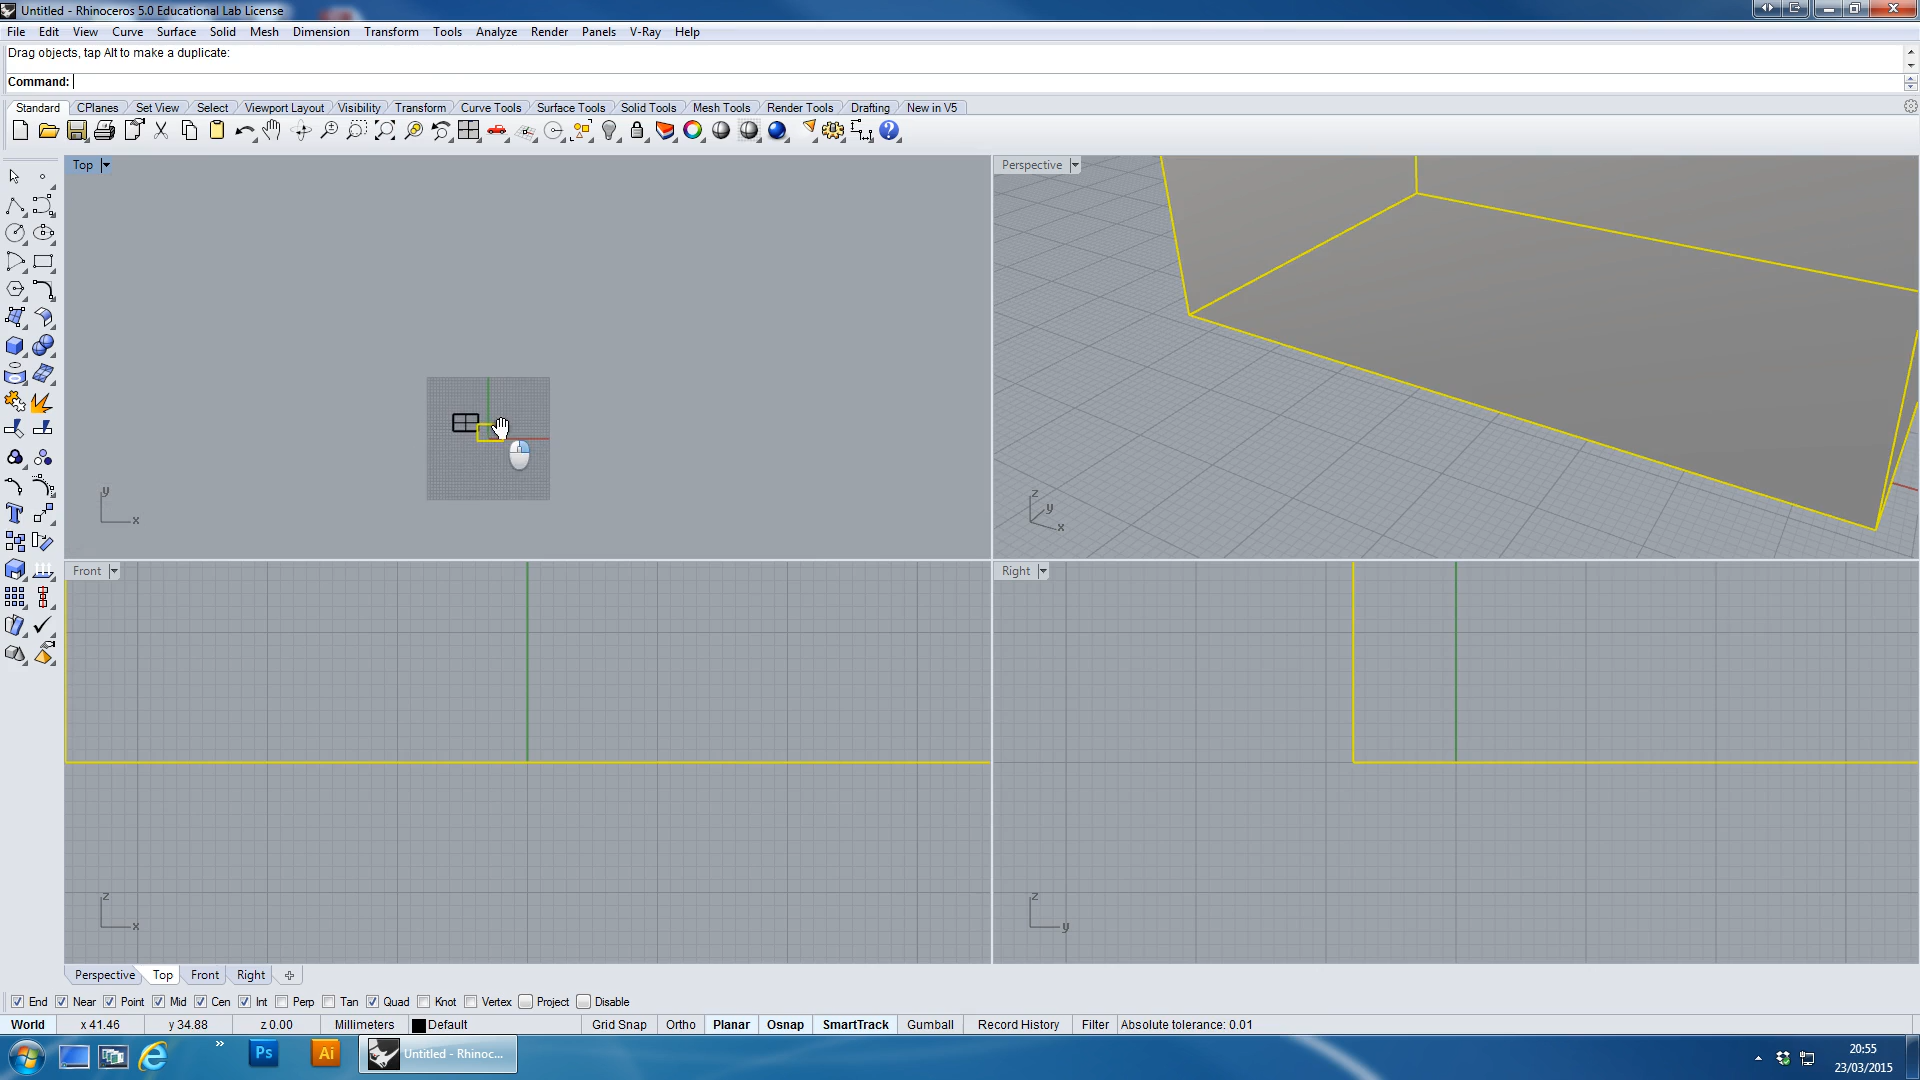 Untitled - Rhinoceros 5.0 Educational Lab License
File Edit View Curve Surface Solid Mesh Dimension Transform Tools Analyze Render Panels V-Ray Help
Drag objects, tap Alt to make a duplicate:
Command:
Standard CPlanes Set View Select Viewport Layout Visibility Transform Curve Tools Surface Tools Solid Tools Mesh Tools Render Tools Drafting New in V5
Top
Perspective
y
x
z
y
x
Front
Right
z
x
z
y
Perspective Top Front Right
End Near Point Mid Cen Int Perp Tan Quad Knot Vertex Project Disable
World x 41.46 y 34.88 z 0.00 Millimeters Default Grid Snap Ortho Planar Osnap SmartTrack Gumball Record History Filter Absolute tolerance: 0.01
Ps Ai Untitled - Rhinoc...
20:55
23/03/2015